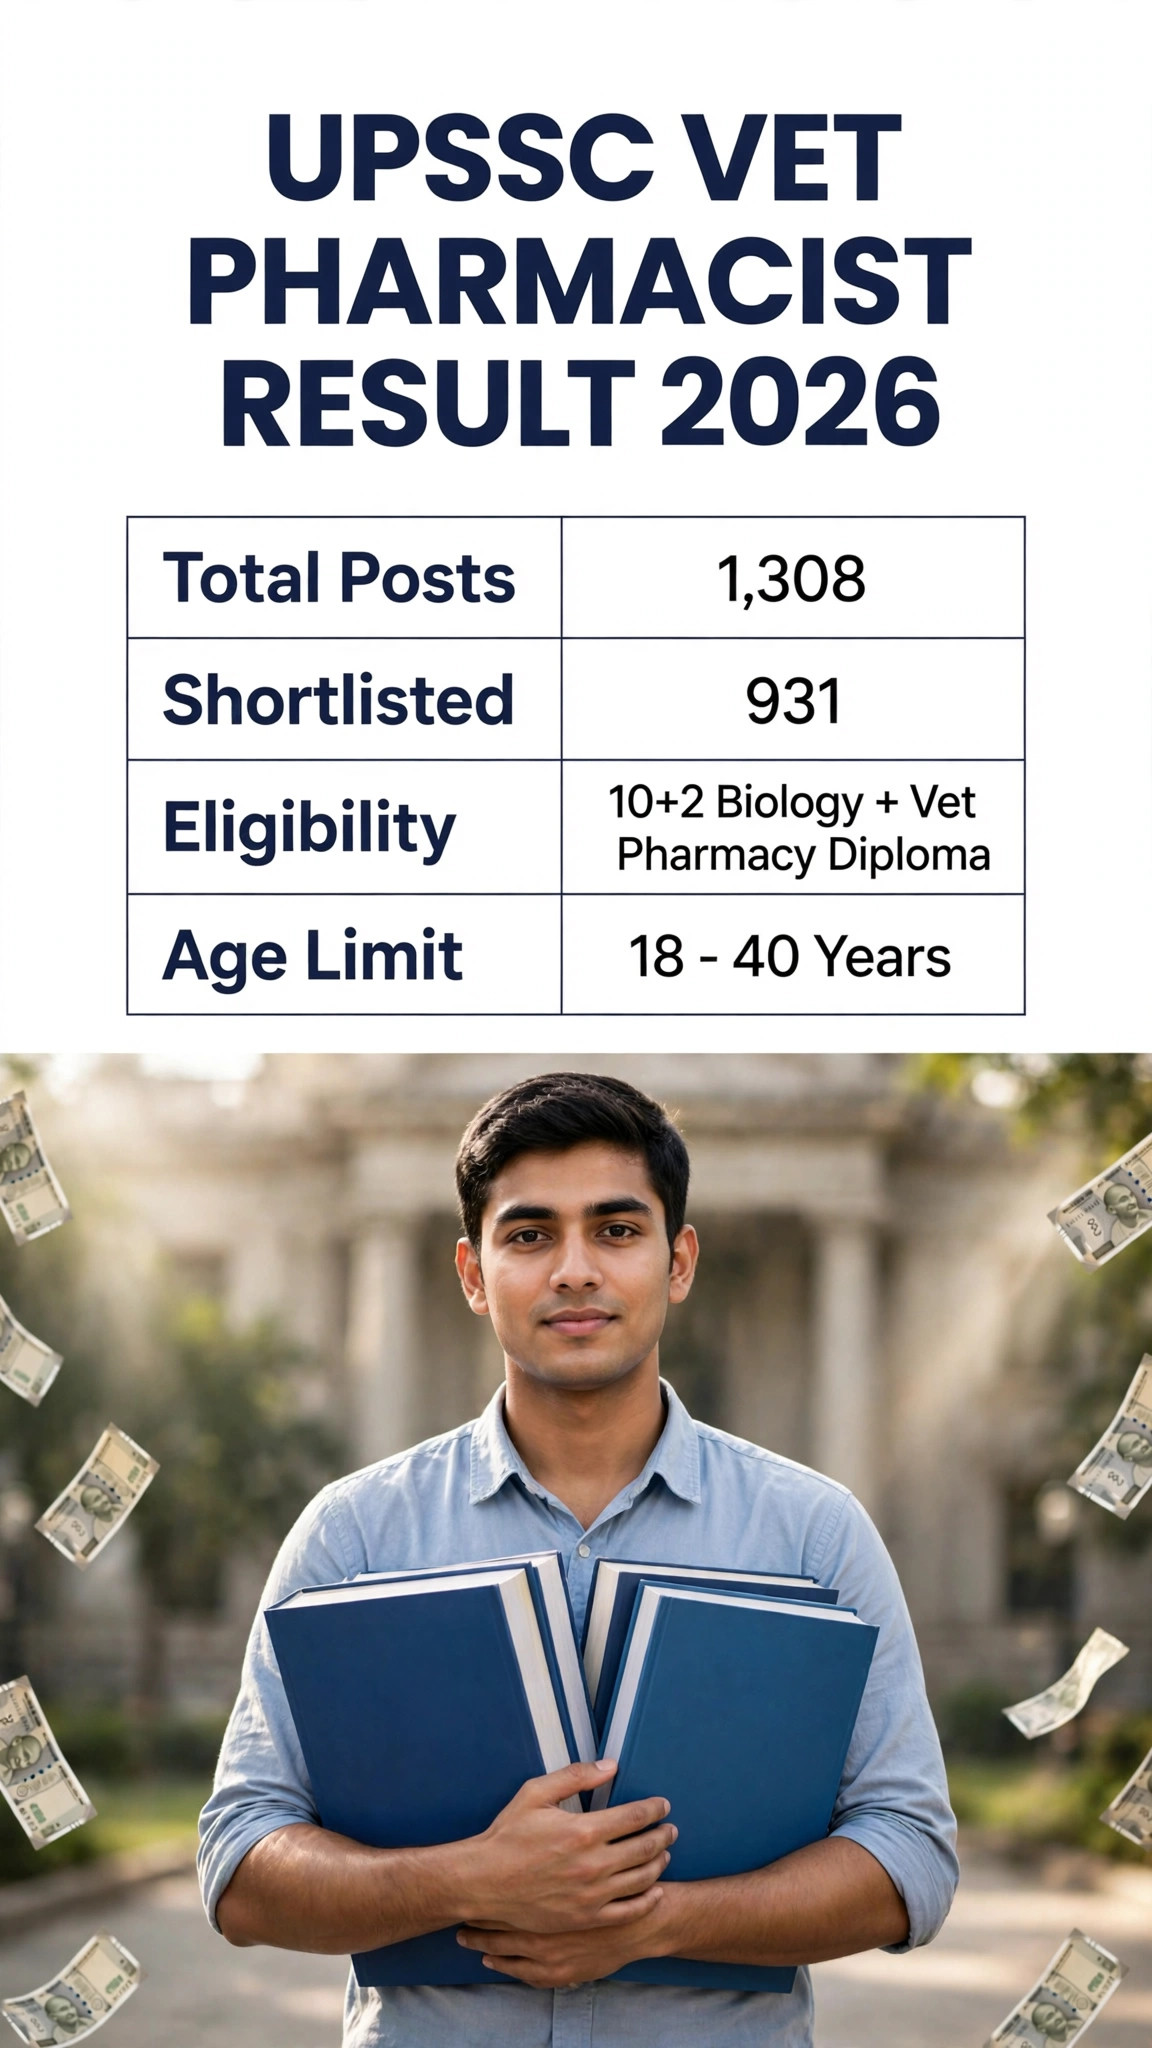 UPSSC VET
PHARMACIST
RESULT 2026
Total Posts 1,308
Shortlisted 931
Eligibility 10+2 Biology + Vet
Pharmacy Diploma
Age Limit 18 - 40 Years